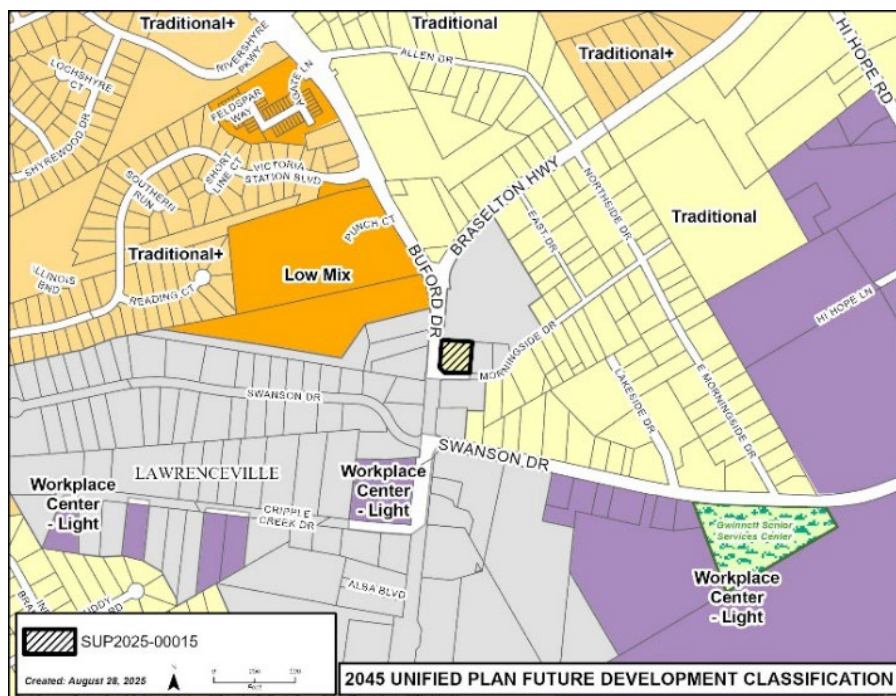 Traditional
Traditional+
HI HOPE RD
RIVERSHYRE
PKWY
LOCHSHYRE
CT
SHYREWOOD DR
FELDSPAR
WAY
AGATE LN
ALLEN DR
SHORT
LINE CT
VICTORIA
STATION BLVD
SOUTHERN
RUN
BRASELTON HWY
NORTHSIDE DR
EAST DR
Traditional
PUNCH CT
Traditional+
Low Mix
BUFORD DR
ILLINOIS
BND
READING CT
HI HOPE LN
MORNINGSIDE DR
LAKESIDE DR
E MORNINGSIDE DR
SWANSON DR
SWANSON DR
LAWRENCEVILLE
Workplace
Center
- Light
Workplace
Center
- Light
CRIPPLE
CREEK DR
Gwinnett Senior
Services Center
Workplace
Center
- Light
ALBA BLVD
SUP2025-00015
Created: August 28, 2025
N
Feet
2045 UNIFIED PLAN FUTURE DEVELOPMENT CLASSIFICATION